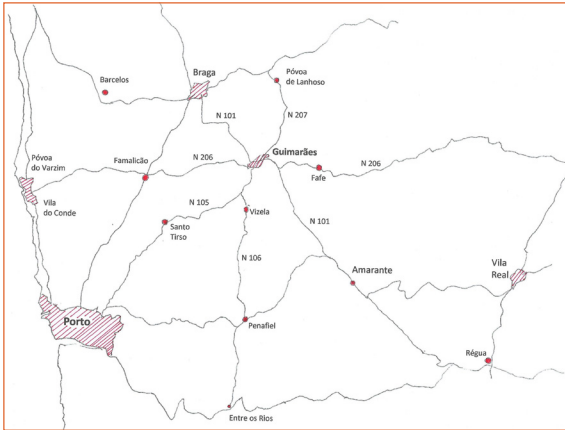 Braga
Barcelos
Póvoa de
Lanhoso
N 101
N 207
Guimarães
Póvoa
do Varzim
Famalicão
N 206
N 206
Fafe
Vila
do Conde
N 105
Vizela
Santo
Tirso
N 101
N 106
Amarante
Vila
Real
Porto
Penafiel
Régua
Entre os Rios